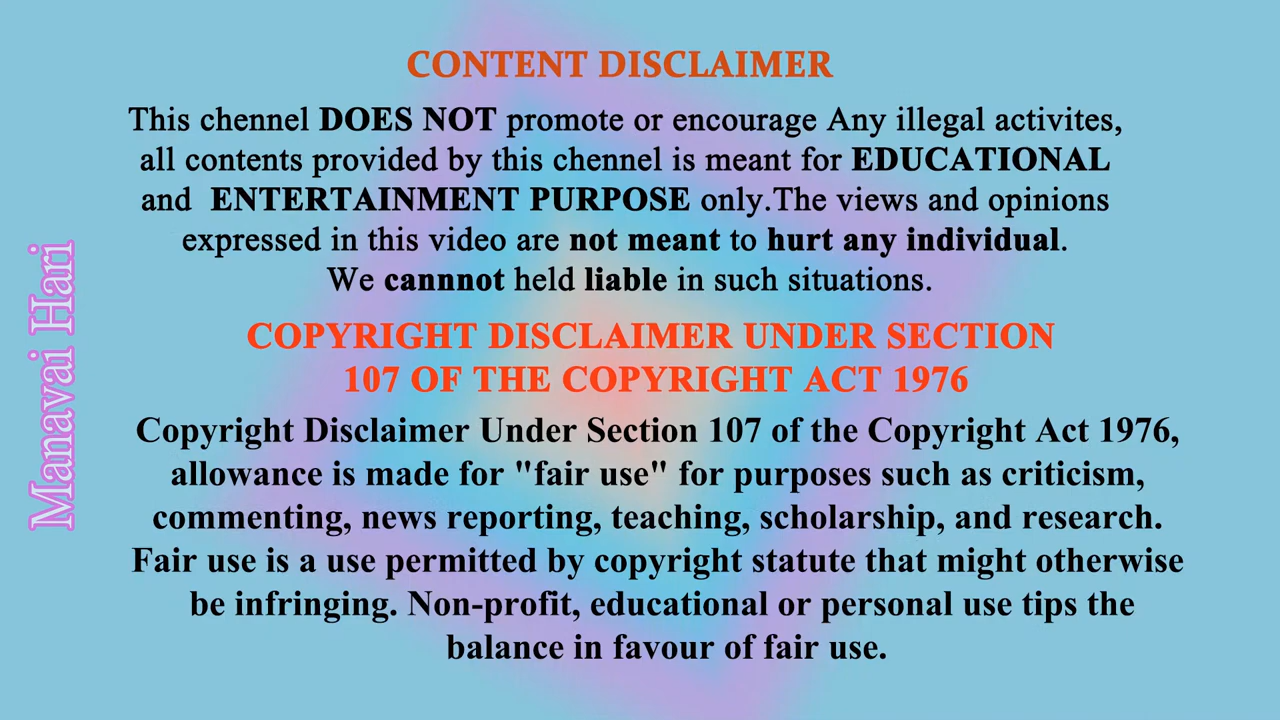 CONTENT DISCLAIMER
This chennel DOES NOT promote or encourage Any illegal activites,
all contents provided by this chennel is meant for EDUCATIONAL
and ENTERTAINMENT PURPOSE only.The views and opinions
expressed in this video are not meant to hurt any individual.
We cannnot held liable in such situations.
COPYRIGHT DISCLAIMER UNDER SECTION
107 OF THE COPYRIGHT ACT 1976
Copyright Disclaimer Under Section 107 of the Copyright Act 1976,
allowance is made for "fair use" for purposes such as criticism,
commenting, news reporting, teaching, scholarship, and research.
Fair use is a use permitted by copyright statute that might otherwise
be infringing. Non-profit, educational or personal use tips the
balance in favour of fair use.
Manavai Hari